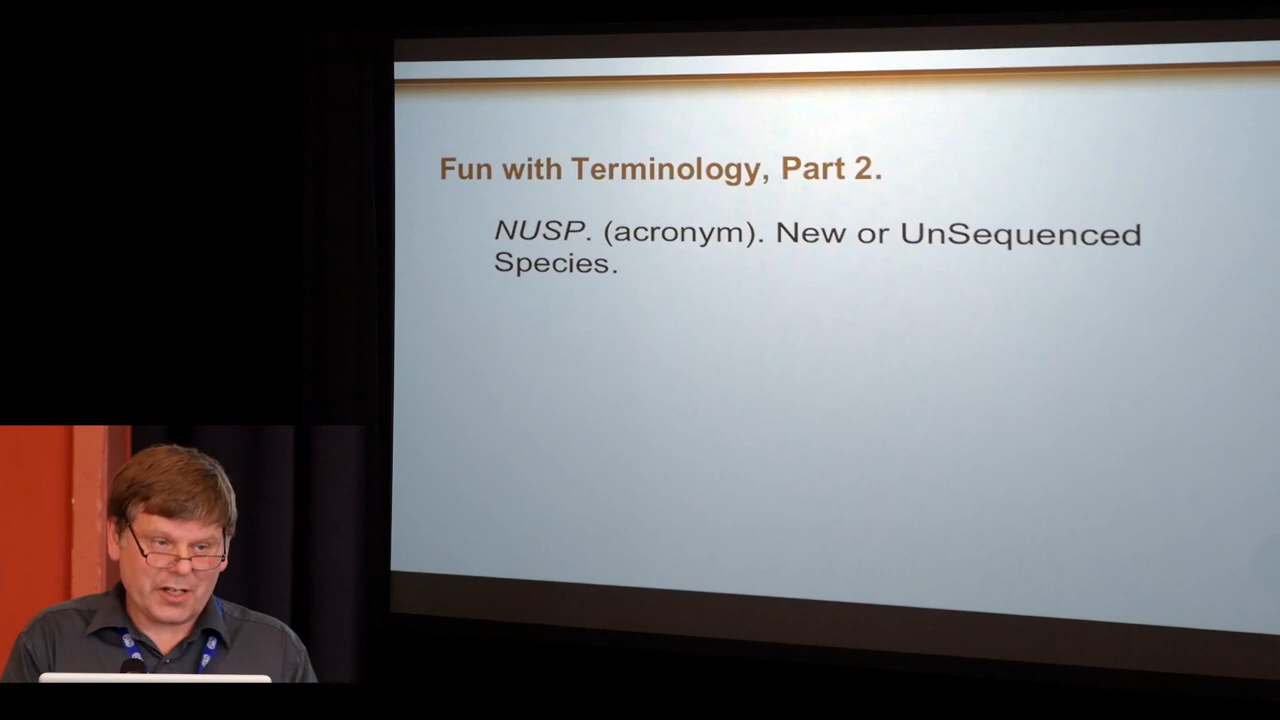 Fun with Terminology, Part 2.
NUSP. (acronym). New or UnSequenced
Species.